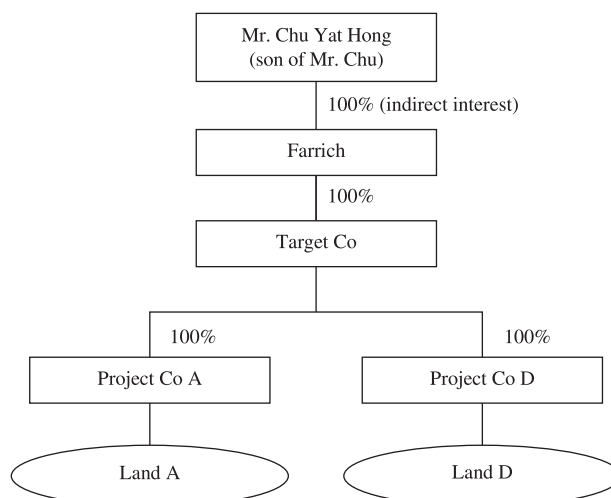 Mr. Chu Yat Hong
(son of Mr. Chu)
100% (indirect interest)
Farrich
100%
Target Co
100%
100%
Project Co A
Project Co D
Land A
Land D